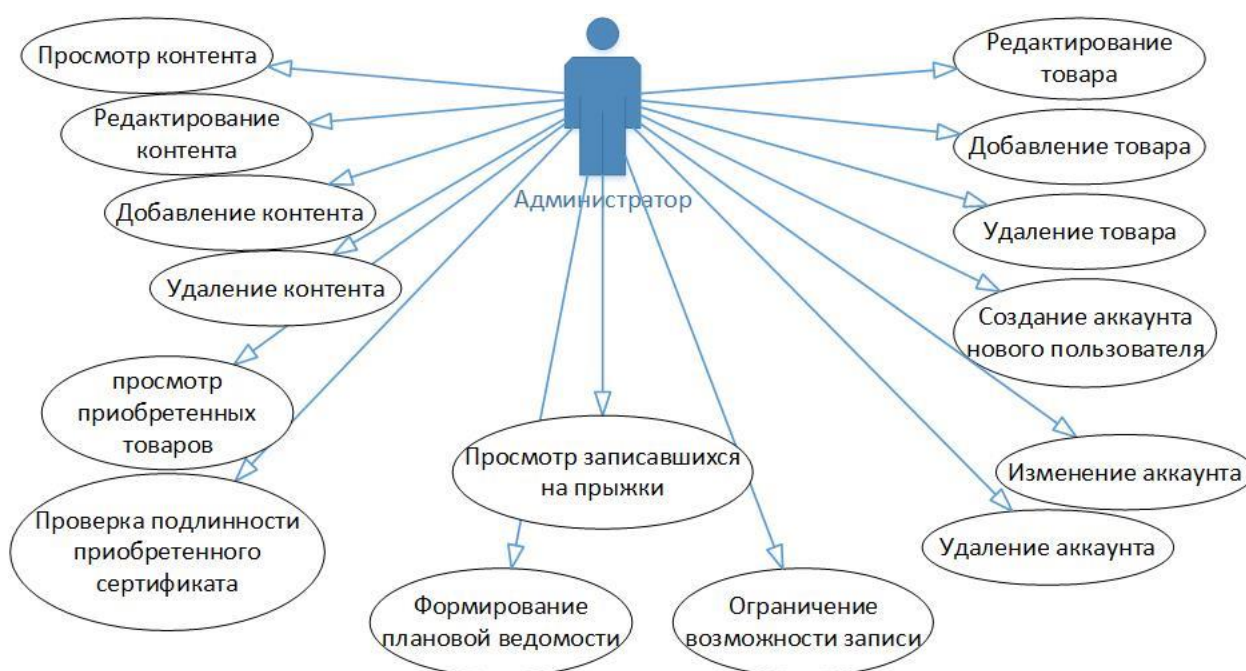 Просмотр контента
Редактирование
контента
Добавление контента
Удаление контента
просмотр
приобретенных
товаров
Проверка подлинности
приобретенного
сертификата
Администратор
Просмотр записавшихся
на прыжки
Формирование
плановой ведомости
Ограничение
возможности записи
Редактирование
товара
Добавление товара
Удаление товара
Создание аккаунта
нового пользователя
Изменение аккаунта
Удаление аккаунта